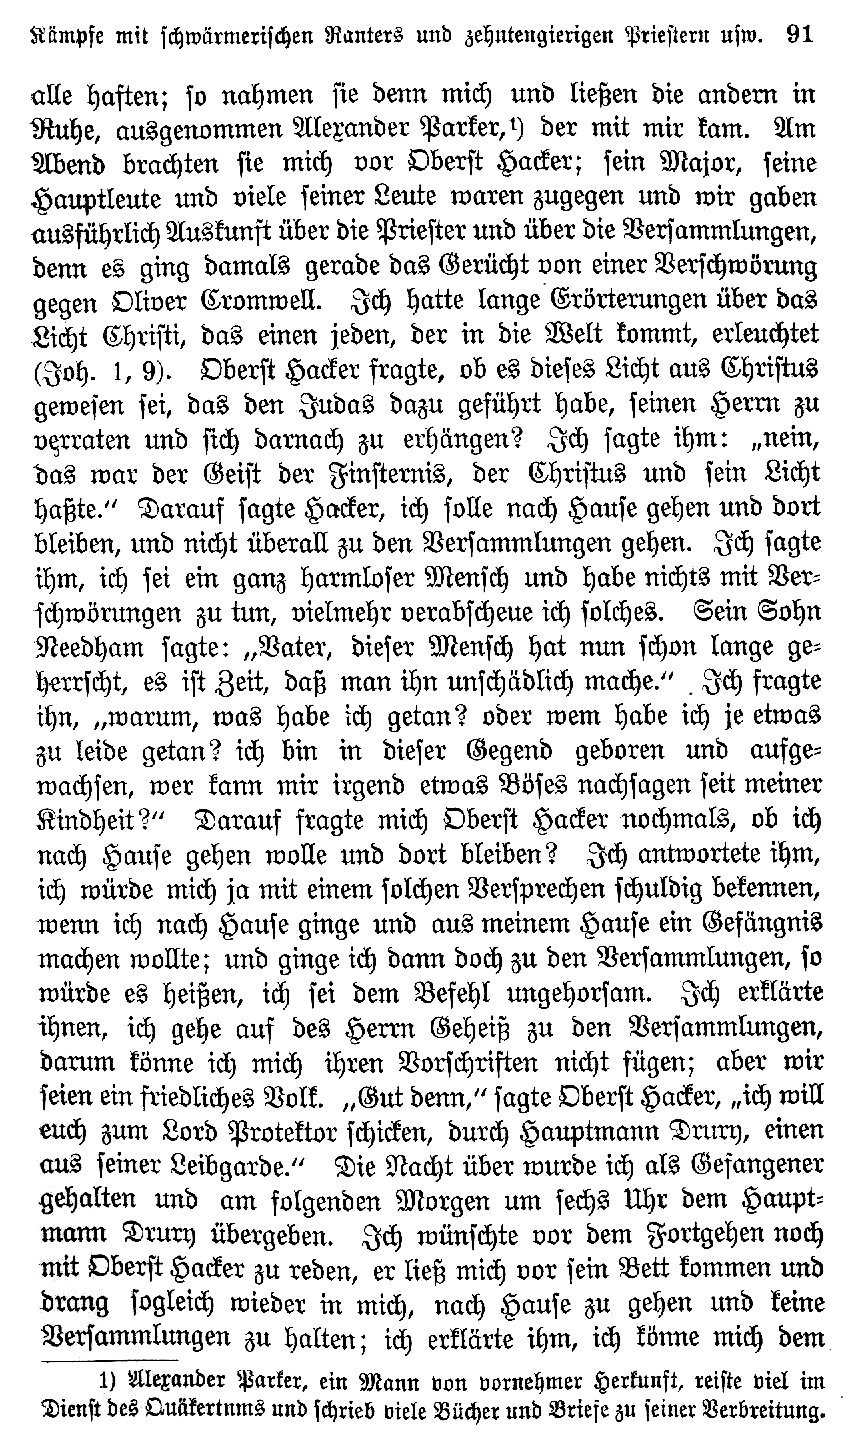 Kämpfe mit schwärmerischen Ranters und zehntengierigen Priestern usw. 91
alle haften; so nahmen sie denn mich und ließen die andern in
Ruhe, ausgenommen Alexander Parker,¹) der mit mir kam. Am
Abend brachten sie mich vor Oberst Hacker; sein Major, seine
Hauptleute und viele seiner Leute waren zugegen und wir gaben
ausführlich Auskunft über die Priester und über die Versammlungen,
denn es ging damals gerade das Gerücht von einer Verschwörung
gegen Oliver Cromwell. Ich hatte lange Erörterungen über das
Licht Christi, das einen jeden, der in die Welt kommt, erleuchtet
(Joh. 1, 9). Oberst Hacker fragte, ob es dieses Licht aus Christus
gewesen sei, das den Judas dazu geführt habe, seinen Herrn zu
verraten und sich darnach zu erhängen? Ich sagte ihm: „nein,
das war der Geist der Finsternis, der Christus und sein Licht
haßte.“ Darauf sagte Hacker, ich solle nach Hause gehen und dort
bleiben, und nicht überall zu den Versammlungen gehen. Ich sagte
ihm, ich sei ein ganz harmloser Mensch und habe nichts mit Ver-
schwörungen zu tun, vielmehr verabscheue ich solches. Sein Sohn
Needham sagte: „Vater, dieser Mensch hat nun schon lange ge-
herrscht, es ist Zeit, daß man ihn unschädlich mache.“ Ich fragte
ihn, „warum, was habe ich getan? oder wem habe ich je etwas
zu leide getan? ich bin in dieser Gegend geboren und aufge-
wachsen, wer kann mir irgend etwas Böses nachsagen seit meiner
Kindheit?“ Darauf fragte mich Oberst Hacker nochmals, ob ich
nach Hause gehen wolle und dort bleiben? Ich antwortete ihm,
ich würde mich ja mit einem solchen Versprechen schuldig bekennen,
wenn ich nach Hause ginge und aus meinem Hause ein Gefängnis
machen wollte; und ginge ich dann doch zu den Versammlungen, so
würde es heißen, ich sei dem Befehl ungehorsam. Ich erklärte
ihnen, ich gehe auf des Herrn Geheiß zu den Versammlungen,
darum könne ich mich ihren Vorschriften nicht fügen; aber wir
seien ein friedliches Volk. „Gut denn,“ sagte Oberst Hacker, „ich will
euch zum Lord Protektor schicken, durch Hauptmann Drury, einen
aus seiner Leibgarde.“ Die Nacht über wurde ich als Gefangener
gehalten und am folgenden Morgen um sechs Uhr dem Haupt-
mann Drury übergeben. Ich wünschte vor dem Fortgehen noch
mit Oberst Hacker zu reden, er ließ mich vor sein Bett kommen und
drang sogleich wieder in mich, nach Hause zu gehen und keine
Versammlungen zu halten; ich erklärte ihm, ich könne mich dem
1) Alexander Parker, ein Mann von vornehmer Herkunft, reiste viel im
Dienst des Quäkertums und schrieb viele Bücher und Briefe zu seiner Verbreitung.